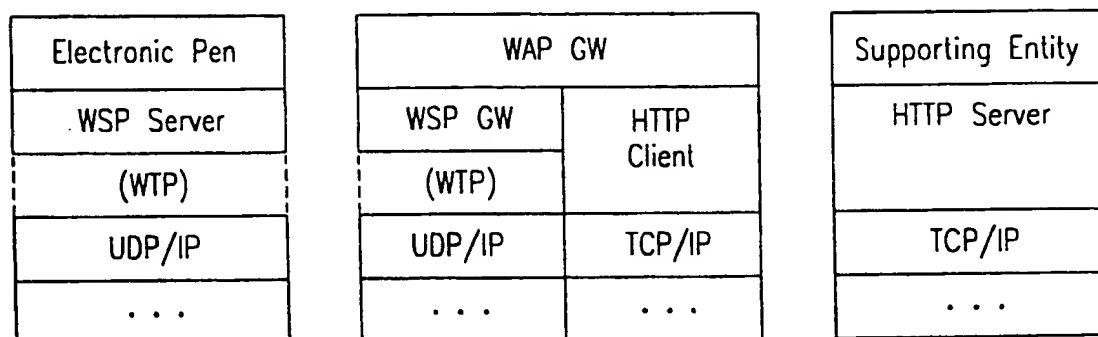 Electronic Pen
WSP Server
(WTP)
UDP/IP
. . .
WAP GW
WSP GW
(WTP)
UDP/IP
. . .
HTTP
Client
TCP/IP
. . .
Supporting Entity
HTTP Server
TCP/IP
. . .